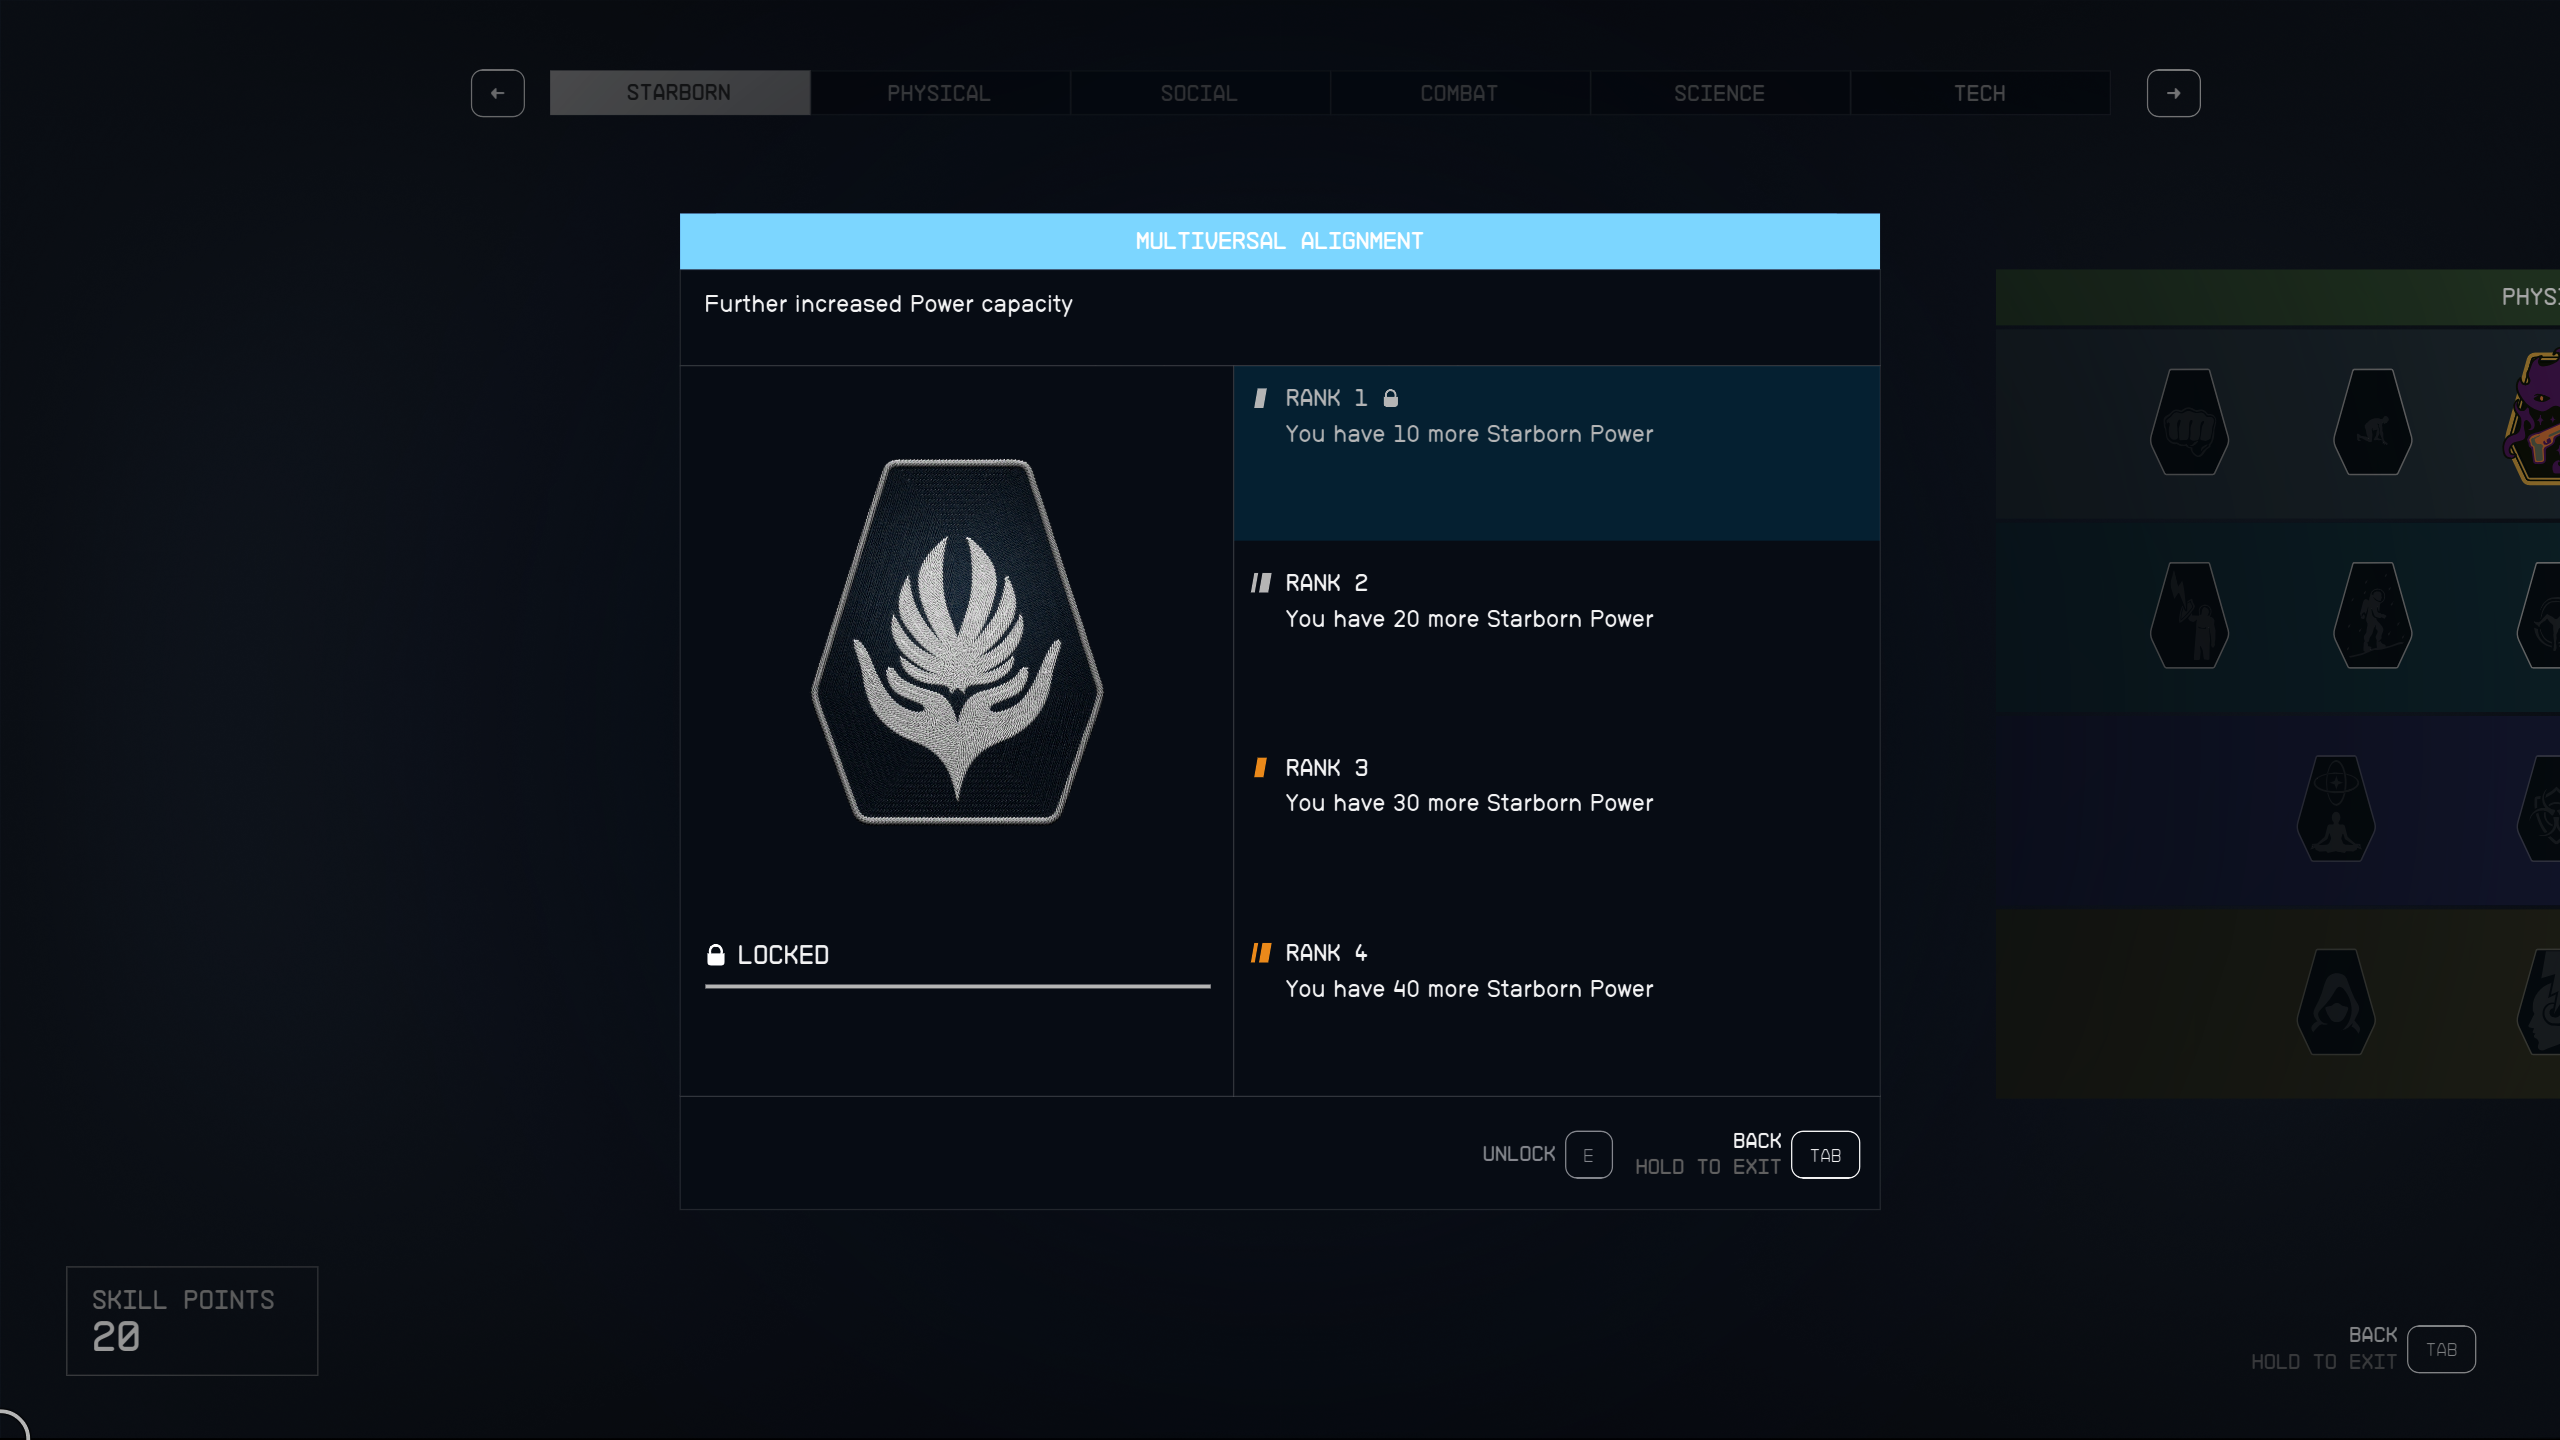 STARBORN
PHYSICAL
SOCIAL
COMBAT
SCIENCE
TECH
MULTIVERSAL ALIGNMENT
Further increased Power capacity
RANK 1
You have 10 more Starborn Power
RANK 2
You have 20 more Starborn Power
RANK 3
You have 30 more Starborn Power
RANK 4
You have 40 more Starborn Power
LOCKED
UNLOCK E
BACK
HOLD TO EXIT
TAB
PHYSI
SKILL POINTS
20
BACK
HOLD TO EXIT
TAB